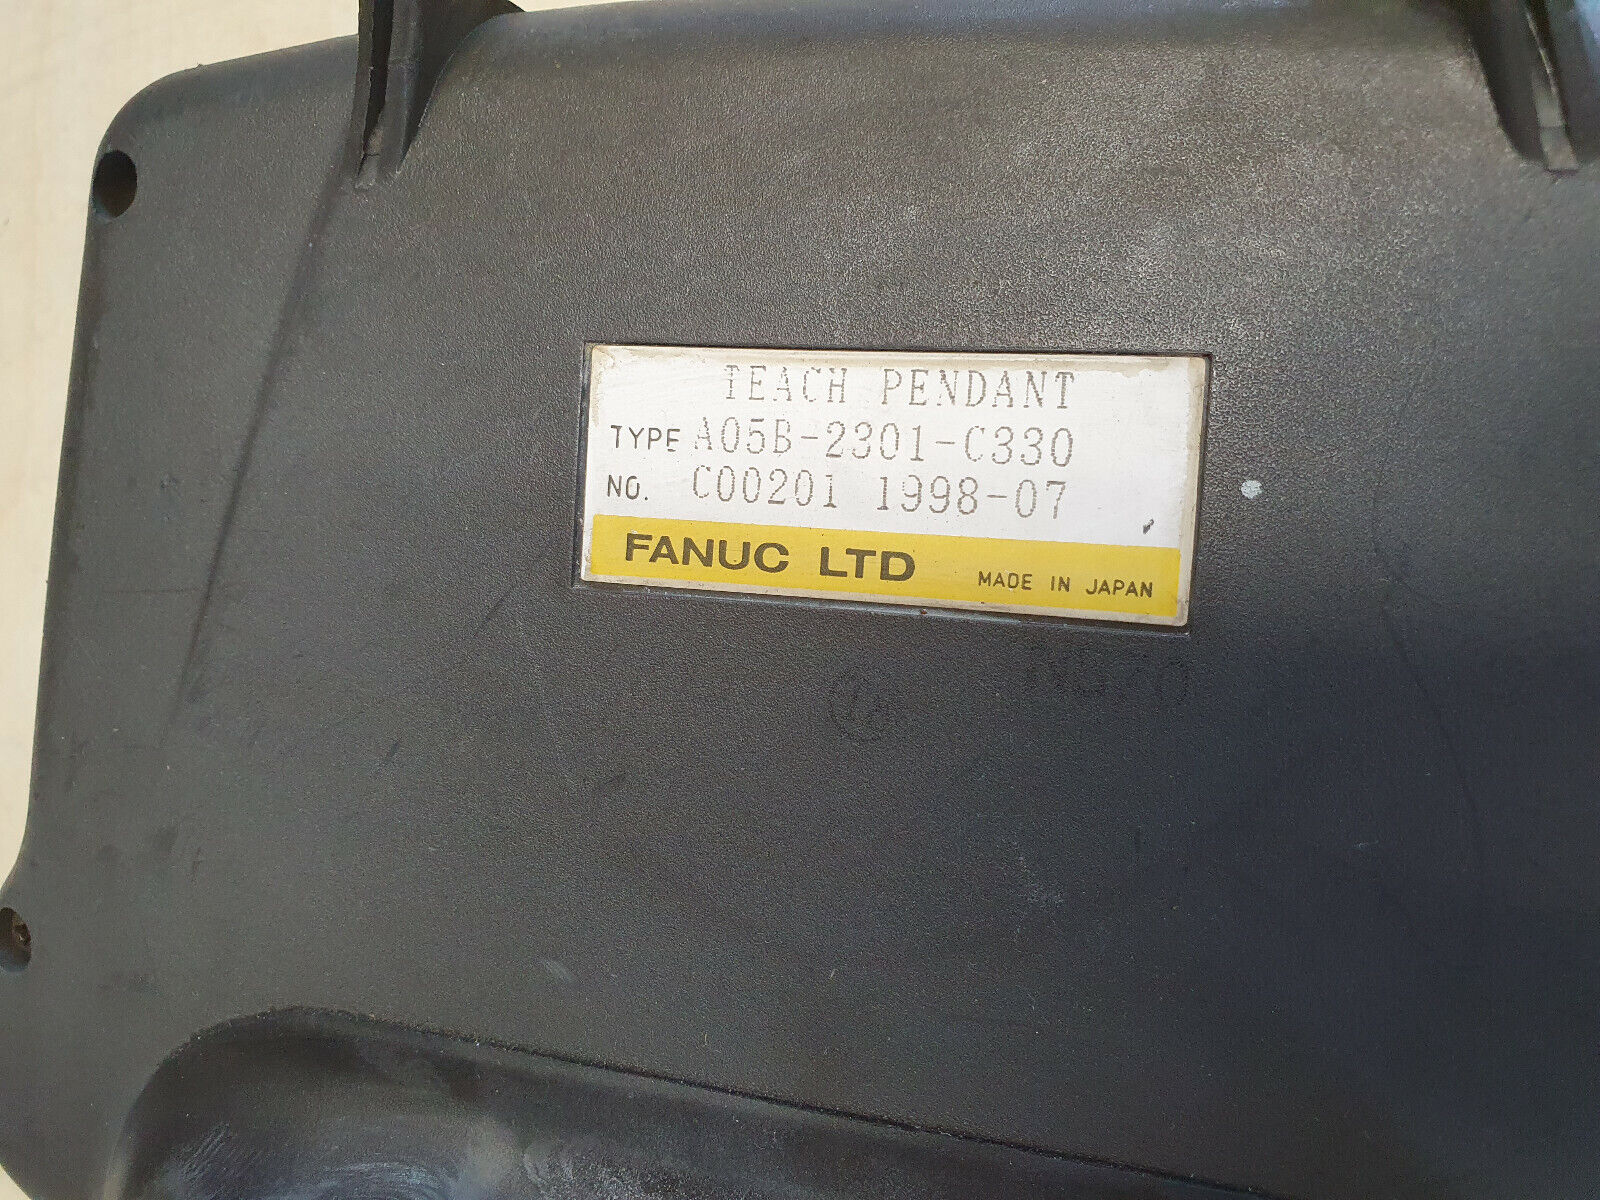 TEACH PENDANT
TYPE A05B-2301-C330
NO. C00201 1998-07
FANUC LTD MADE IN JAPAN